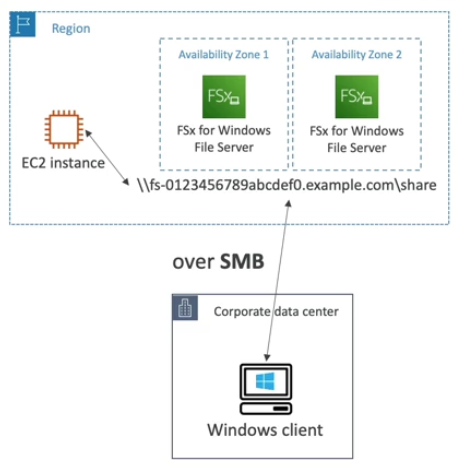 Region
Availability Zone 1
Availability Zone 2
FSx
FSx
FSx for Windows
File Server
FSx for Windows
File Server
EC2 instance
\\fs-0123456789abcdef0.example.com\share
over SMB
Corporate data center
Windows client